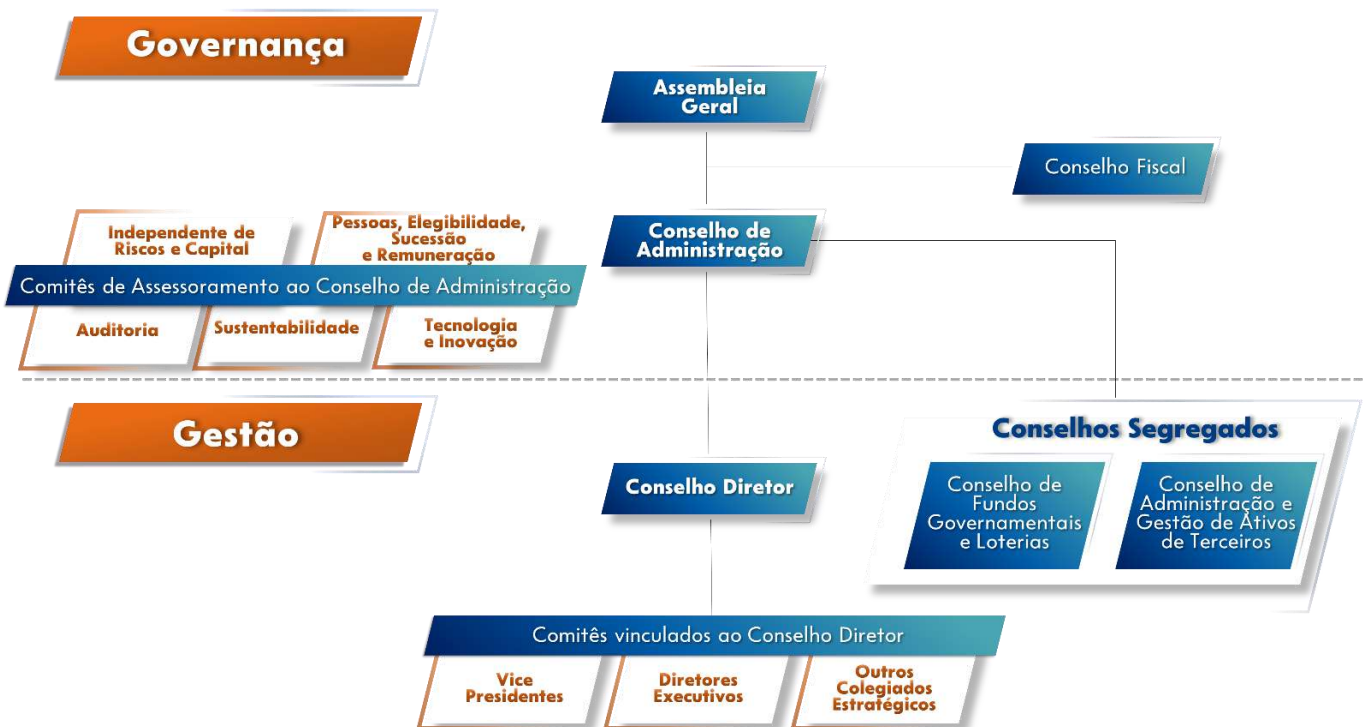 Governança
Assembleia
Geral
Conselho Fiscal
Independente de
Riscos e Capital
Pessoas, Elegibilidade,
Sucessão
e Remuneração
Conselho de
Administração
Comitês de Assessoramento ao Conselho de Administração
Auditoria
Sustentabilidade
Tecnologia
e Inovação
Gestão
Conselhos Segregados
Conselho Diretor
Conselho de
Fundos
Governamentais
e Loterias
Conselho de
Administração e
Gestão de Ativos
de Terceiros
Comitês vinculados ao Conselho Diretor
Vice
Presidentes
Diretores
Executivos
Outros
Colegiados
Estratégicos